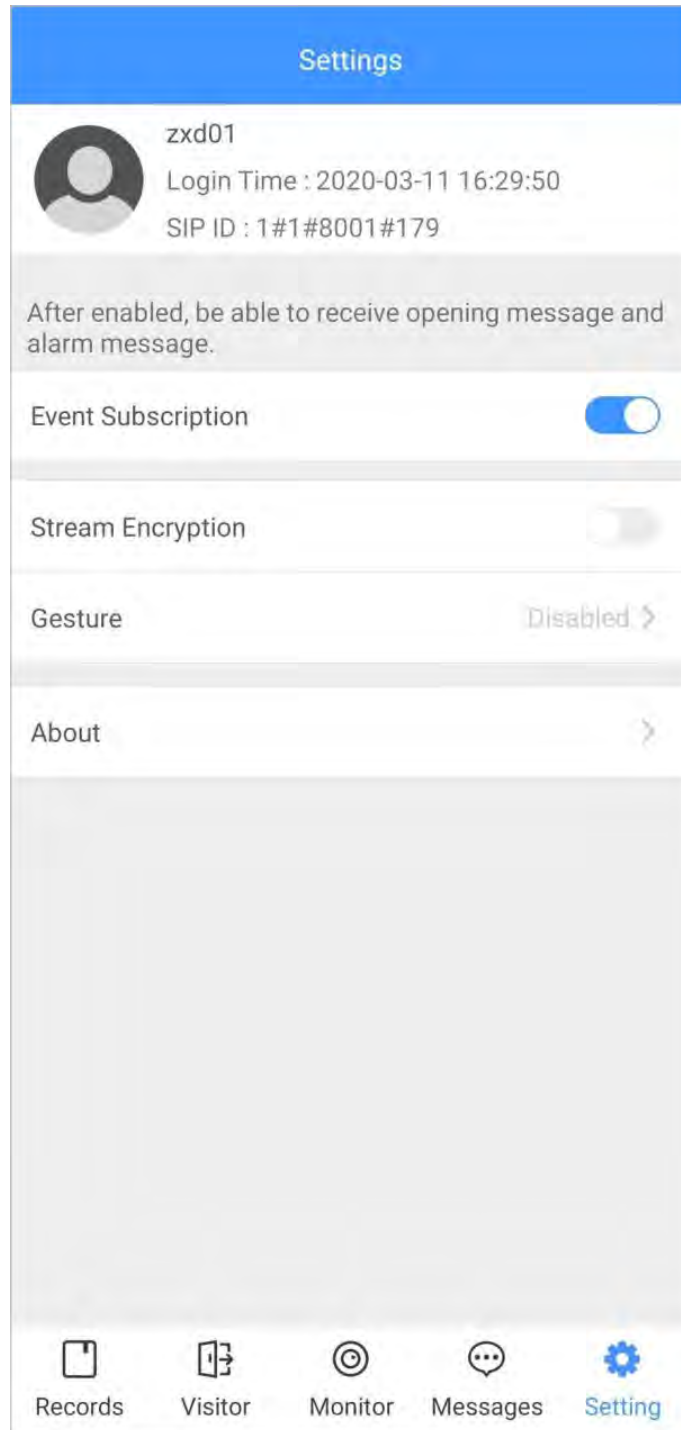 Settings
zxd01
Login Time : 2020-03-11 16:29:50
SIP ID : 1#1#8001#179
After enabled, be able to receive opening message and
alarm message.
Event Subscription
Stream Encryption
Gesture Disabled
About
Records Visitor Monitor Messages Setting